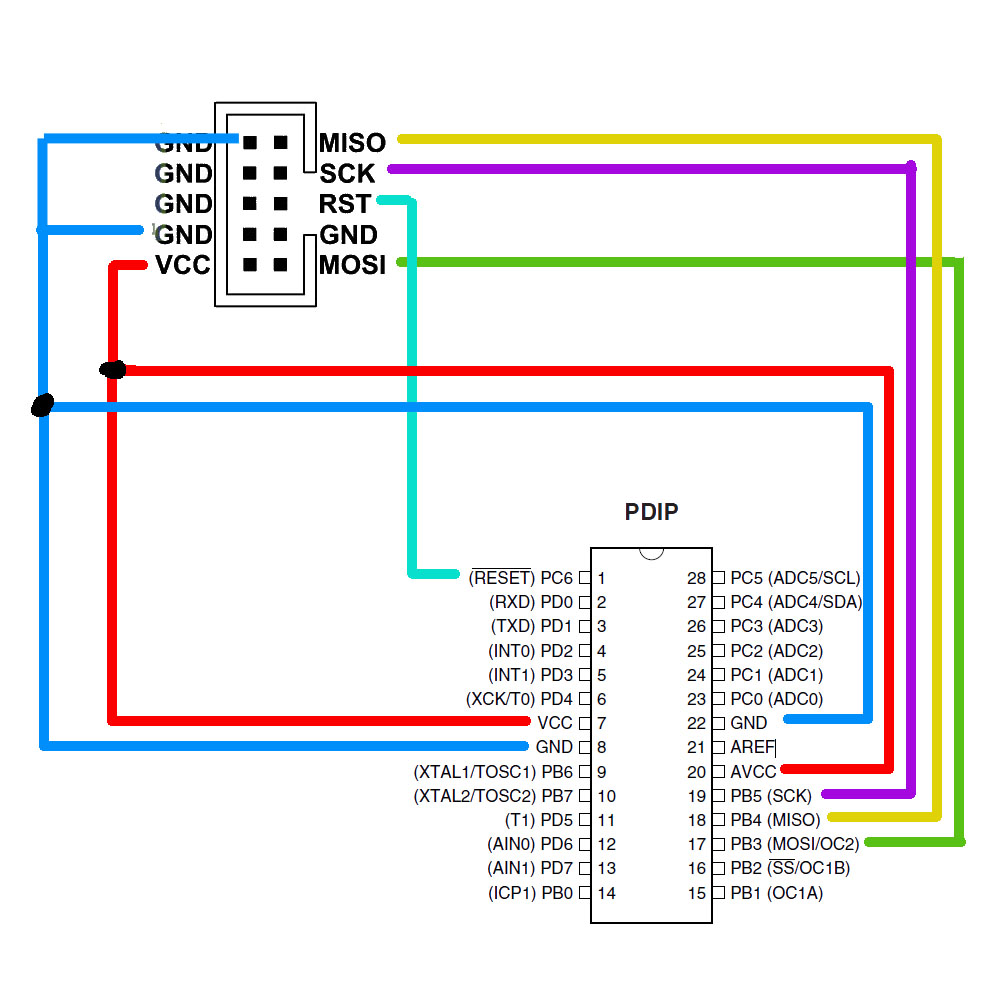 GND MISO
GND SCK
GND RST
GND GND
VCC MOSI
PDIP
(RESET) PC6 1 28 PC5 (ADC5/SCL)
(RXD) PD0 2 27 PC4 (ADC4/SDA)
(TXD) PD1 3 26 PC3 (ADC3)
(INT0) PD2 4 25 PC2 (ADC2)
(INT1) PD3 5 24 PC1 (ADC1)
(XCK/T0) PD4 6 23 PC0 (ADC0)
VCC 7 22 GND
GND 8 21 AREF
(XTAL1/TOSC1) PB6 9 20 AVCC
(XTAL2/TOSC2) PB7 10 19 PB5 (SCK)
(T1) PD5 11 18 PB4 (MISO)
(AIN0) PD6 12 17 PB3 (MOSI/OC2)
(AIN1) PD7 13 16 PB2 (SS/OC1B)
(ICP1) PB0 14 15 PB1 (OC1A)